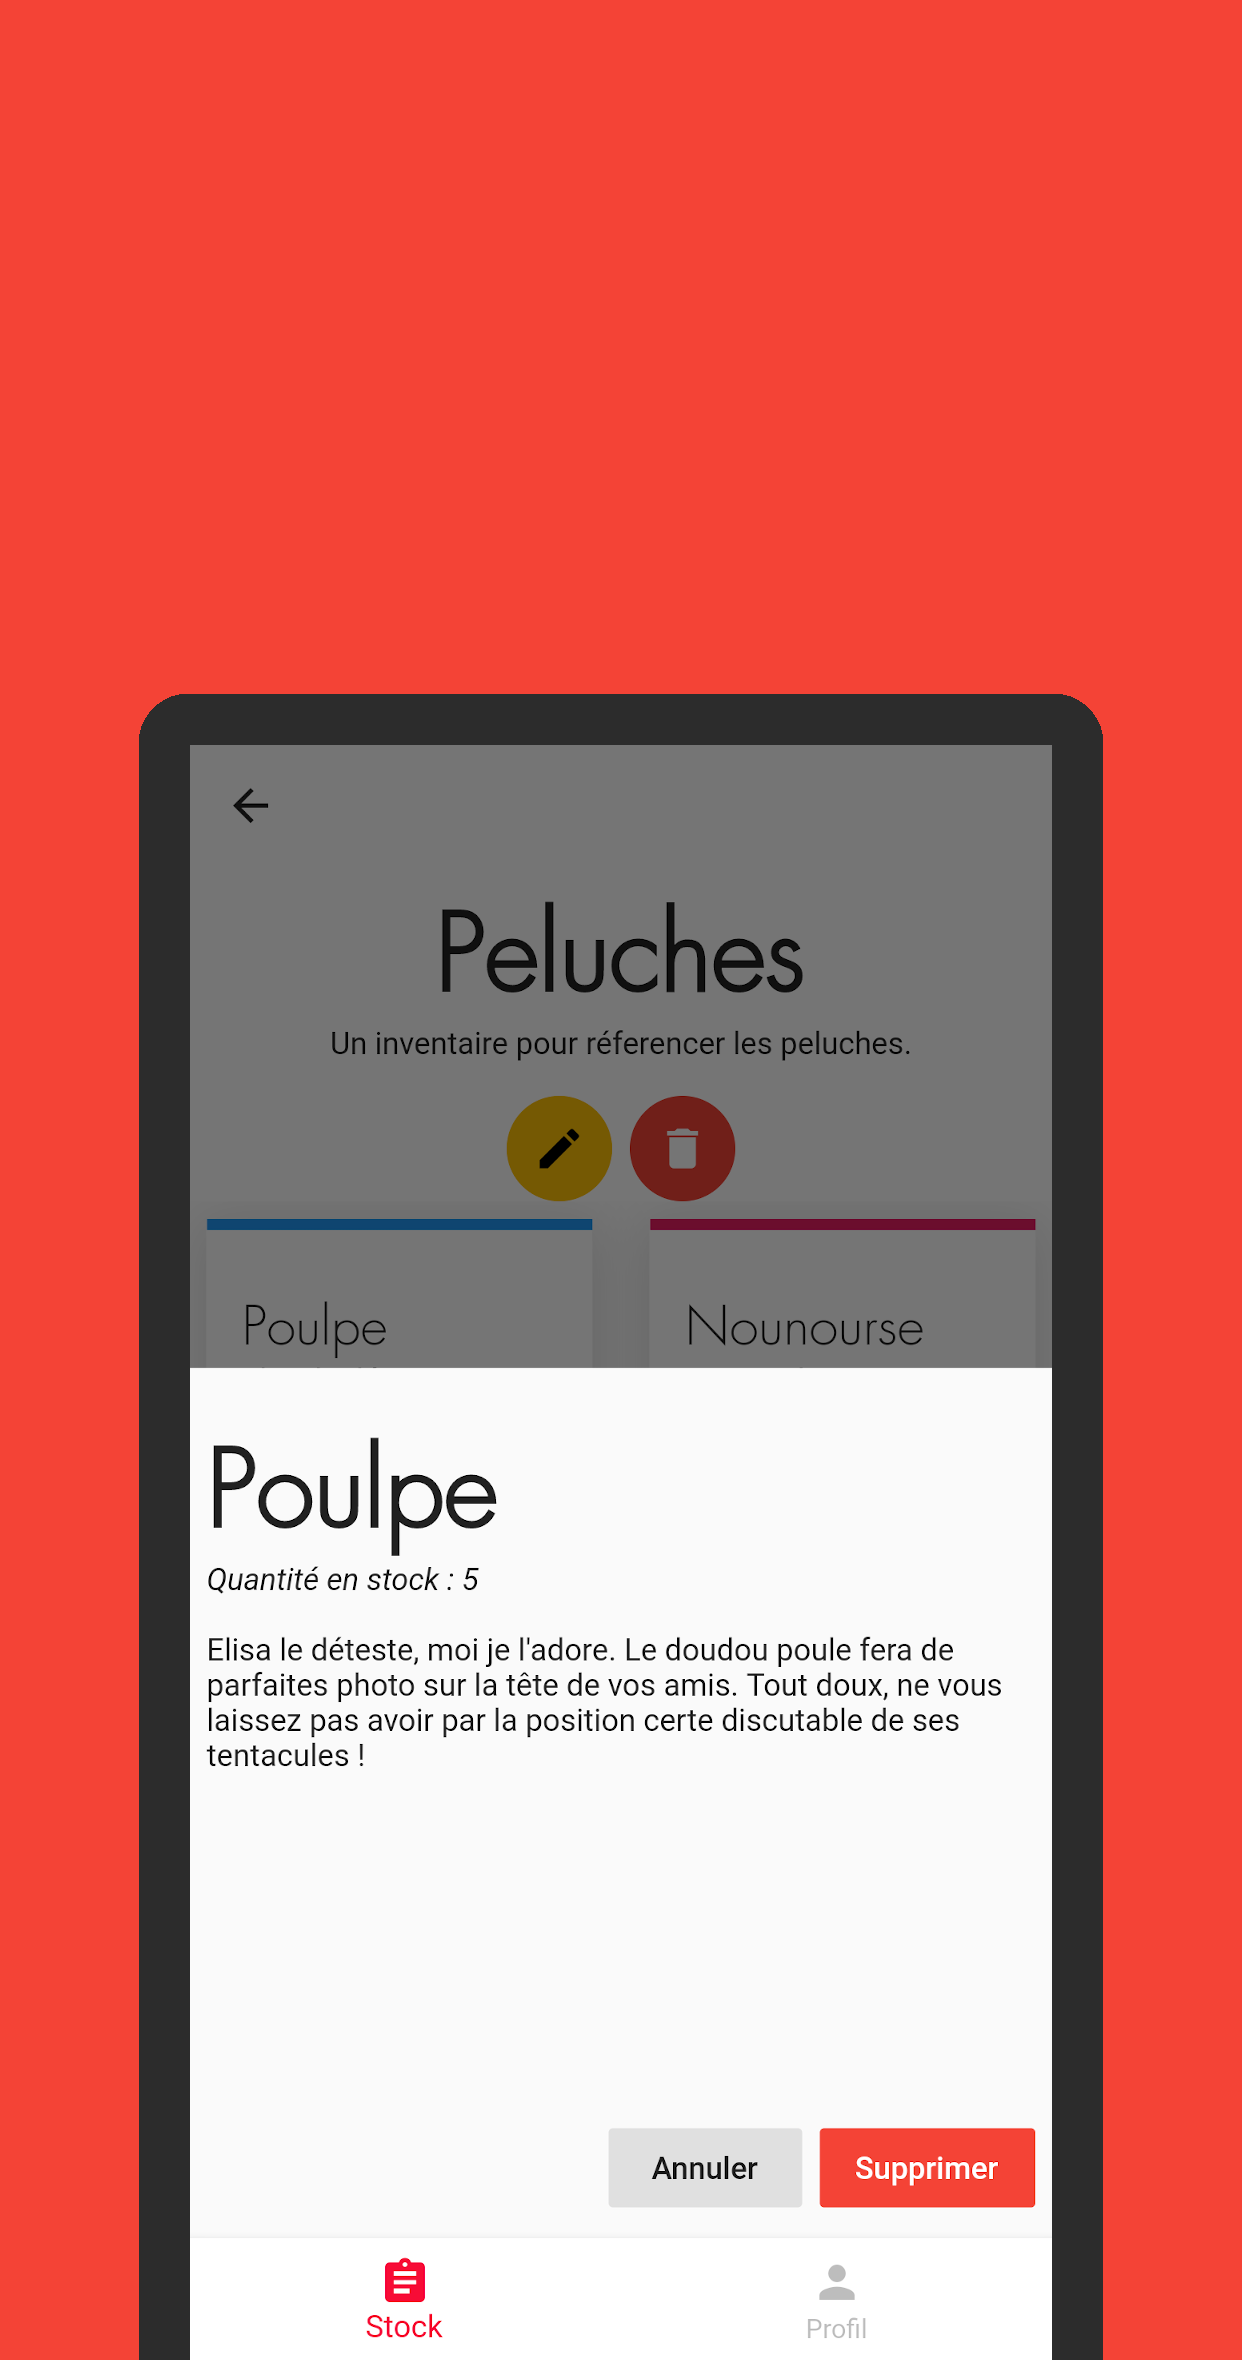 Peluches
Un inventaire pour réferencer les peluches.
Poulpe
Nounourse
Poulpe
Quantité en stock : 5
Elisa le déteste, moi je l'adore. Le doudou poule fera de
parfaites photo sur la tête de vos amis. Tout doux, ne vous
laissez pas avoir par la position certe discutable de ses
tentacules !
Annuler
Supprimer
Stock
Profil